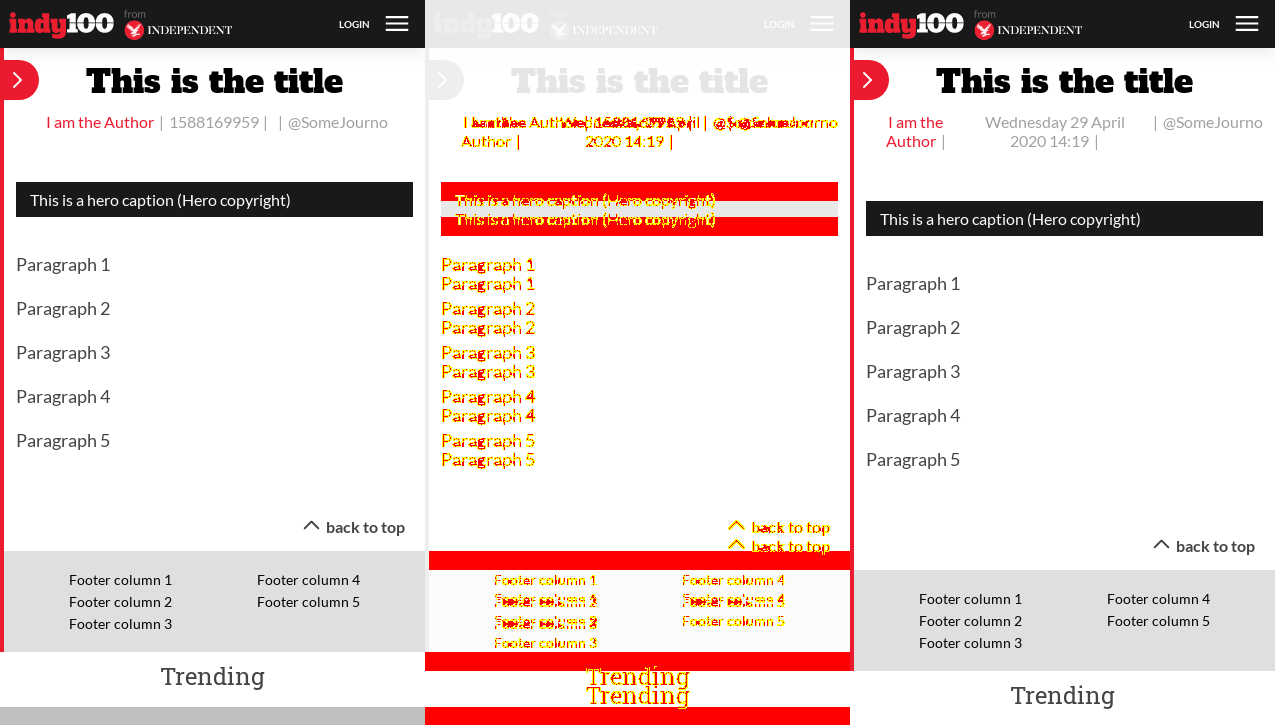 indy100 from INDEPENDENT LOGIN
This is the title
I am the Author | 1588169959 | | @SomeJourno
This is a hero caption (Hero copyright)
Paragraph 1
Paragraph 2
Paragraph 3
Paragraph 4
Paragraph 5
back to top
Footer column 1 Footer column 4
Footer column 2 Footer column 5
Footer column 3
Trending
indy100 from INDEPENDENT LOGIN
This is the title
Author | 2020 14:19 |
This is a hero caption (Hero copyright)
This is a hero caption (Hero copyright)
Paragraph 1
Paragraph 1
Paragraph 2
Paragraph 2
Paragraph 3
Paragraph 3
Paragraph 4
Paragraph 4
Paragraph 5
Paragraph 5
back to top
back to top
Footer column 1 Footer column 4
Footer column 3 Footer column 5
Trending
Trending
indy100 from INDEPENDENT LOGIN
This is the title
I am the Wednesday 29 April | @SomeJourno
Author | 2020 14:19 |
This is a hero caption (Hero copyright)
Paragraph 1
Paragraph 2
Paragraph 3
Paragraph 4
Paragraph 5
back to top
Footer column 1 Footer column 4
Footer column 2 Footer column 5
Footer column 3
Trending